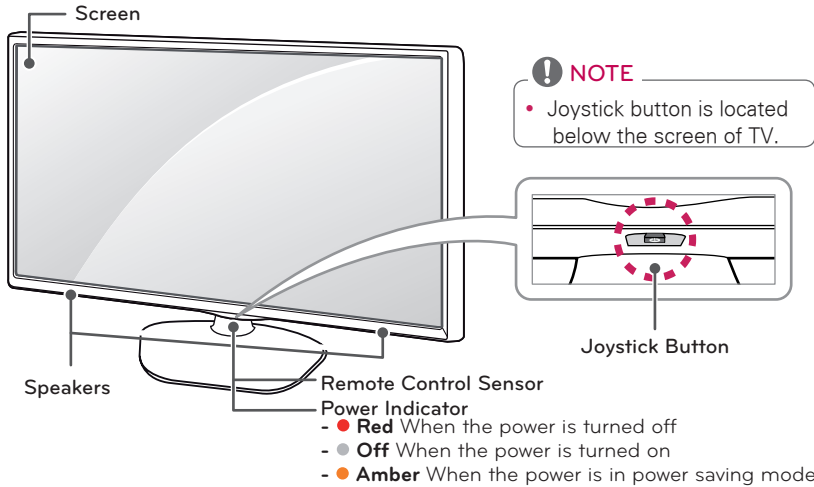 Screen
NOTE
• Joystick button is located
below the screen of TV.
Joystick Button
Speakers
Remote Control Sensor
Power Indicator
- ● Red When the power is turned off
- ● Off When the power is turned on
- ● Amber When the power is in power saving mode